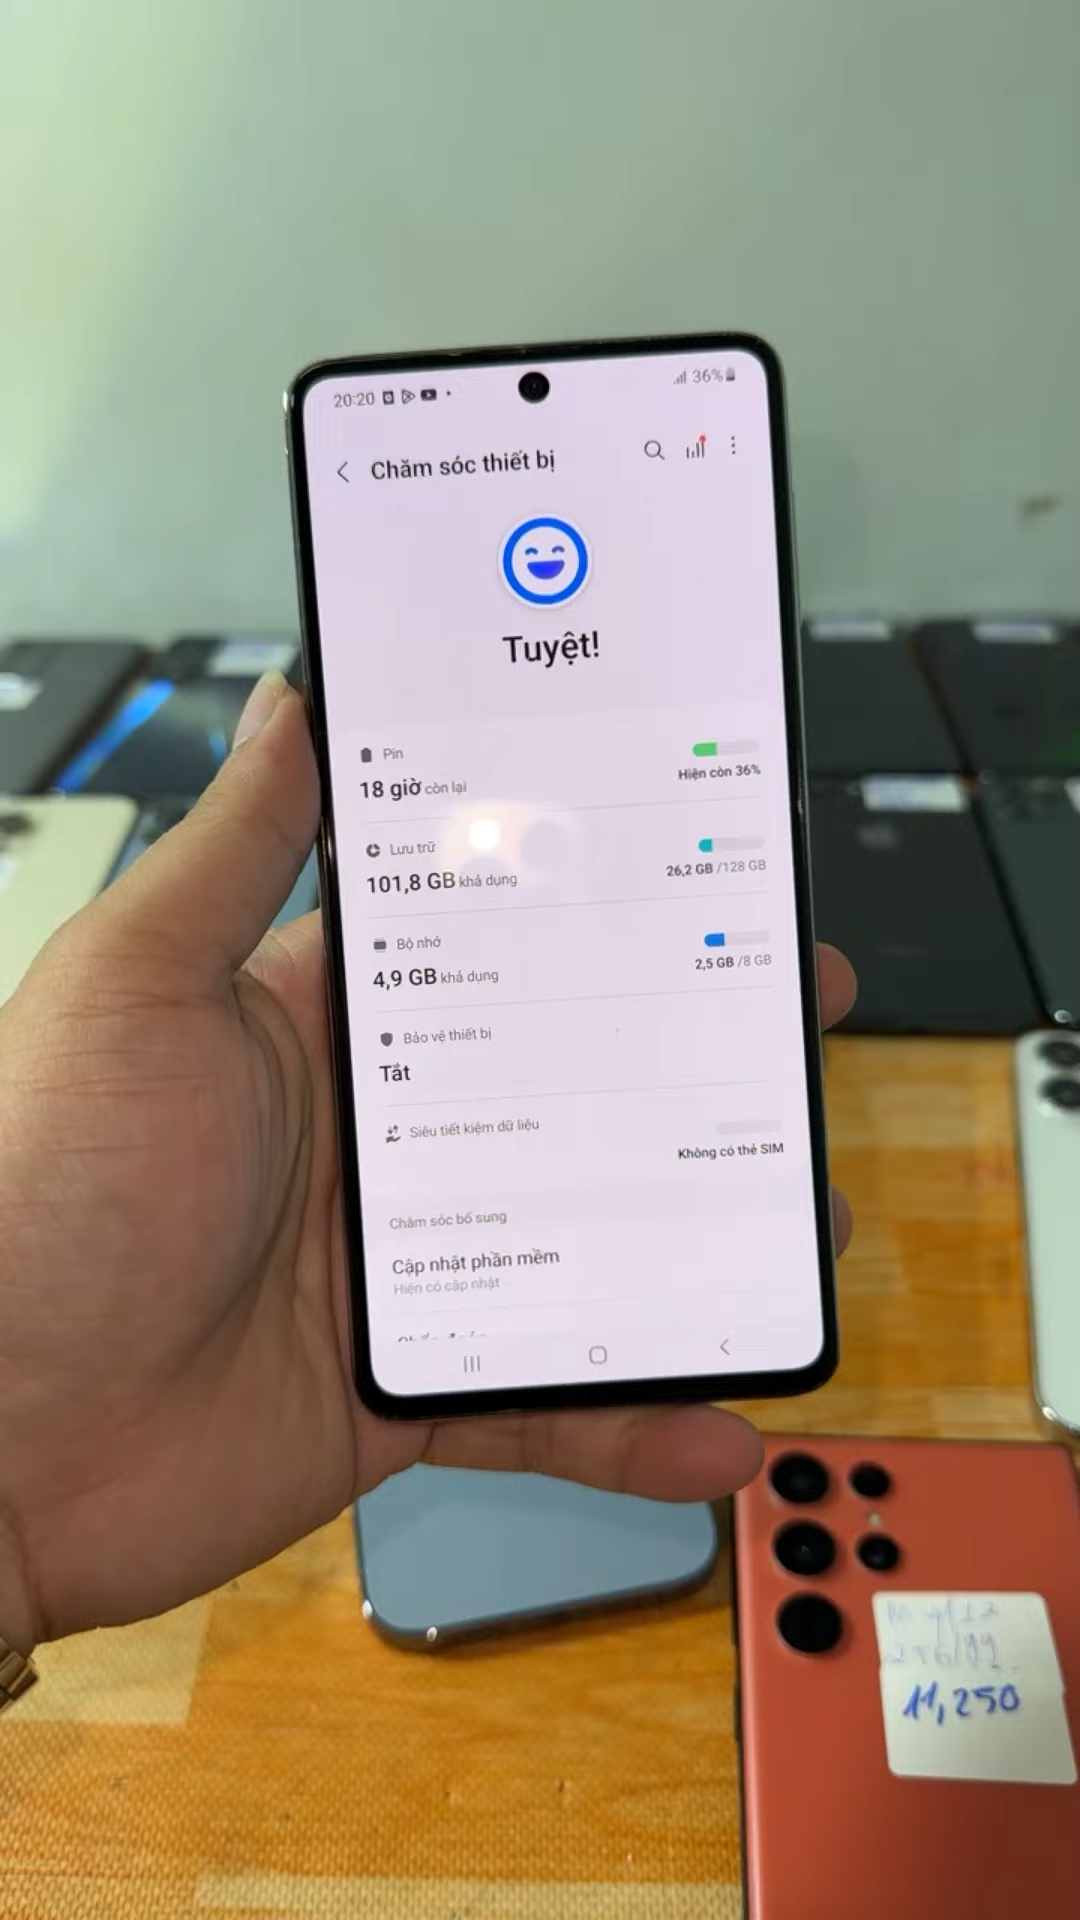 20:20
36%
Chăm sóc thiết bị
Tuyệt!
Pin
18 giờ còn lại
Hiện còn 36%
Lưu trữ
101,8 GB khả dụng
26,2 GB /128 GB
Bộ nhớ
4,9 GB khả dụng
2,5 GB /8 GB
Bảo vệ thiết bị
Tắt
Siêu tiết kiệm dữ liệu
Không có thẻ SIM
Chăm sóc bổ sung
Cập nhật phần mềm
Hiện có cập nhật
11,250